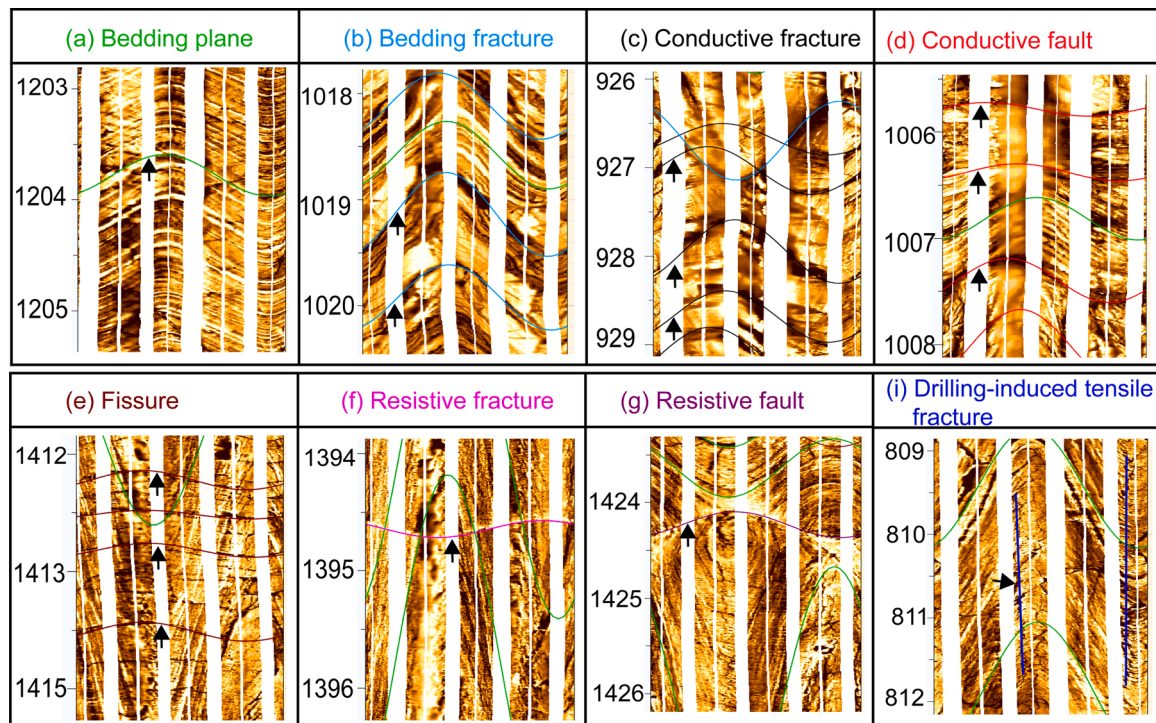 (a) Bedding plane
(b) Bedding fracture
(c) Conductive fracture
(d) Conductive fault
1203
1204
1205
1018
1019
1020
926
927
928
929
1006
1007
1008
(e) Fissure
(f) Resistive fracture
(g) Resistive fault
(i) Drilling-induced tensile
fracture
1412
1413
1415
1394
1395
1396
1424
1425
1426
809
810
811
812